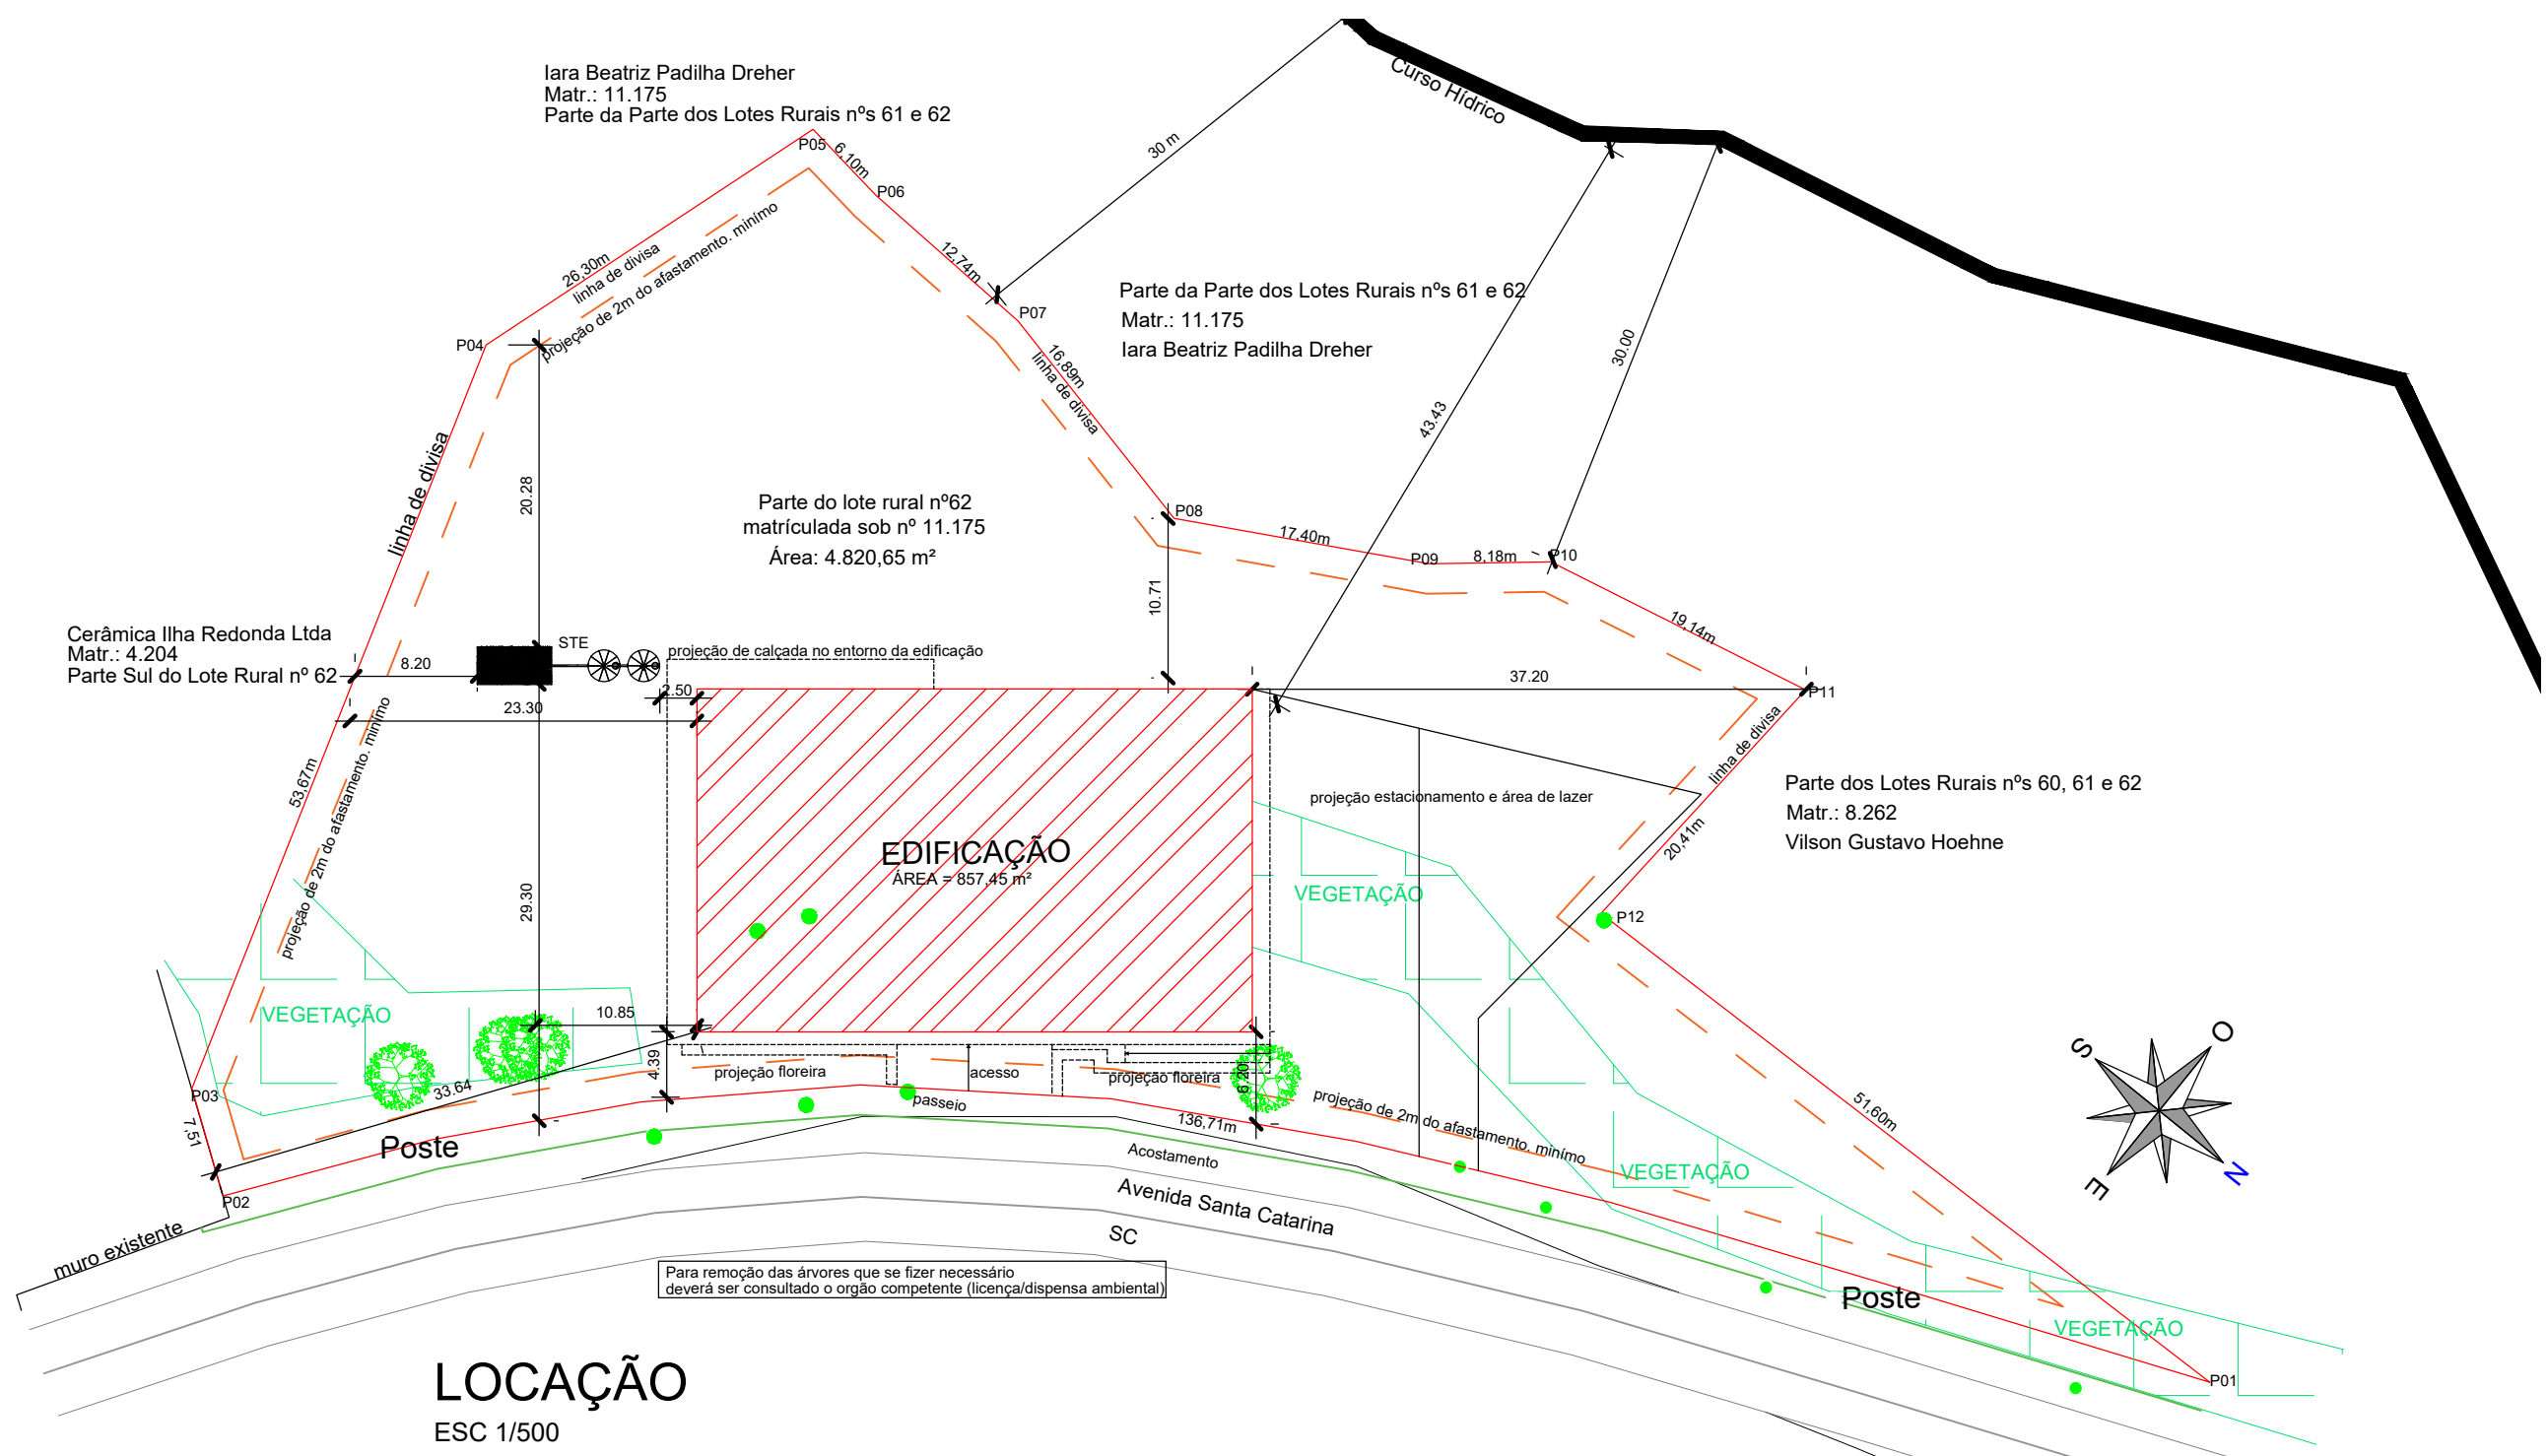 Iara Beatriz Padilha Dreher
Matr.: 11.175
Parte da Parte dos Lotes Rurais nºs 61 e 62
Curso Hídrico
P05
6,10m
P06
30 m
26,30m
linha de divisa
projeção de 2m do afastamento. minímo
12,74m
P07
Parte da Parte dos Lotes Rurais nºs 61 e 62
Matr.: 11.175
Iara Beatriz Padilha Dreher
P04
16,89m
linha de divisa
30.00
43.43
linha de divisa
20.28
Parte do lote rural nº62
matrículada sob nº 11.175
Área: 4.820,65 m²
P08
17,40m
P09
8,18m
P10
10.71
19,14m
Cerâmica Ilha Redonda Ltda
Matr.: 4.204
Parte Sul do Lote Rural nº 62
8.20
STE
projeção de calçada no entorno da edificação
2.50
23.30
37.20
P11
linha de divisa
53,67m
projeção de 2m do afastamento. minímo
projeção estacionamento e área de lazer
Parte dos Lotes Rurais nºs 60, 61 e 62
Matr.: 8.262
Vilson Gustavo Hoehne
20,41m
EDIFICAÇÃO
ÁREA = 857,45 m²
29.30
VEGETAÇÃO
P12
VEGETAÇÃO
10.85
33.64
4.39
projeção floreira
acesso
projeção floreira
6.20
P03
7,51
passeio
136,71m
projeção de 2m do afastamento. minímo
51,60m
S
O
E
N
Poste
P02
Acostamento
VEGETAÇÃO
Avenida Santa Catarina
SC
muro existente
Para remoção das árvores que se fizer necessário
deverá ser consultado o orgão competente (licença/dispensa ambiental)
Poste
VEGETAÇÃO
P01
LOCAÇÃO
ESC 1/500